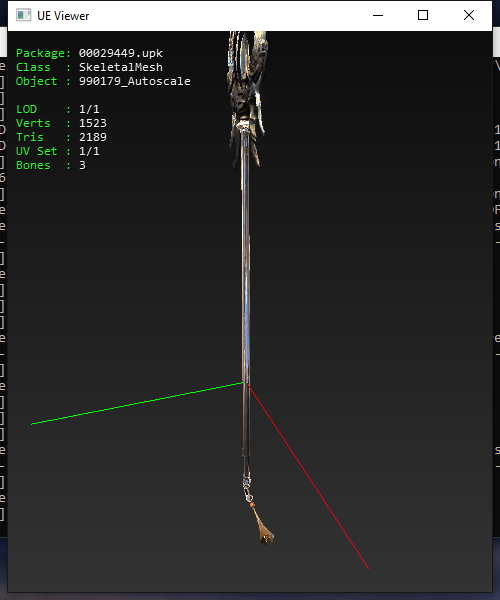 UE Viewer
Package: 00029449.upk
Class  : SkeletalMesh
Object : 990179_Autoscale
LOD    : 1/1
Verts  : 1523
Tris   : 2189
UV Set : 1/1
Bones  : 3